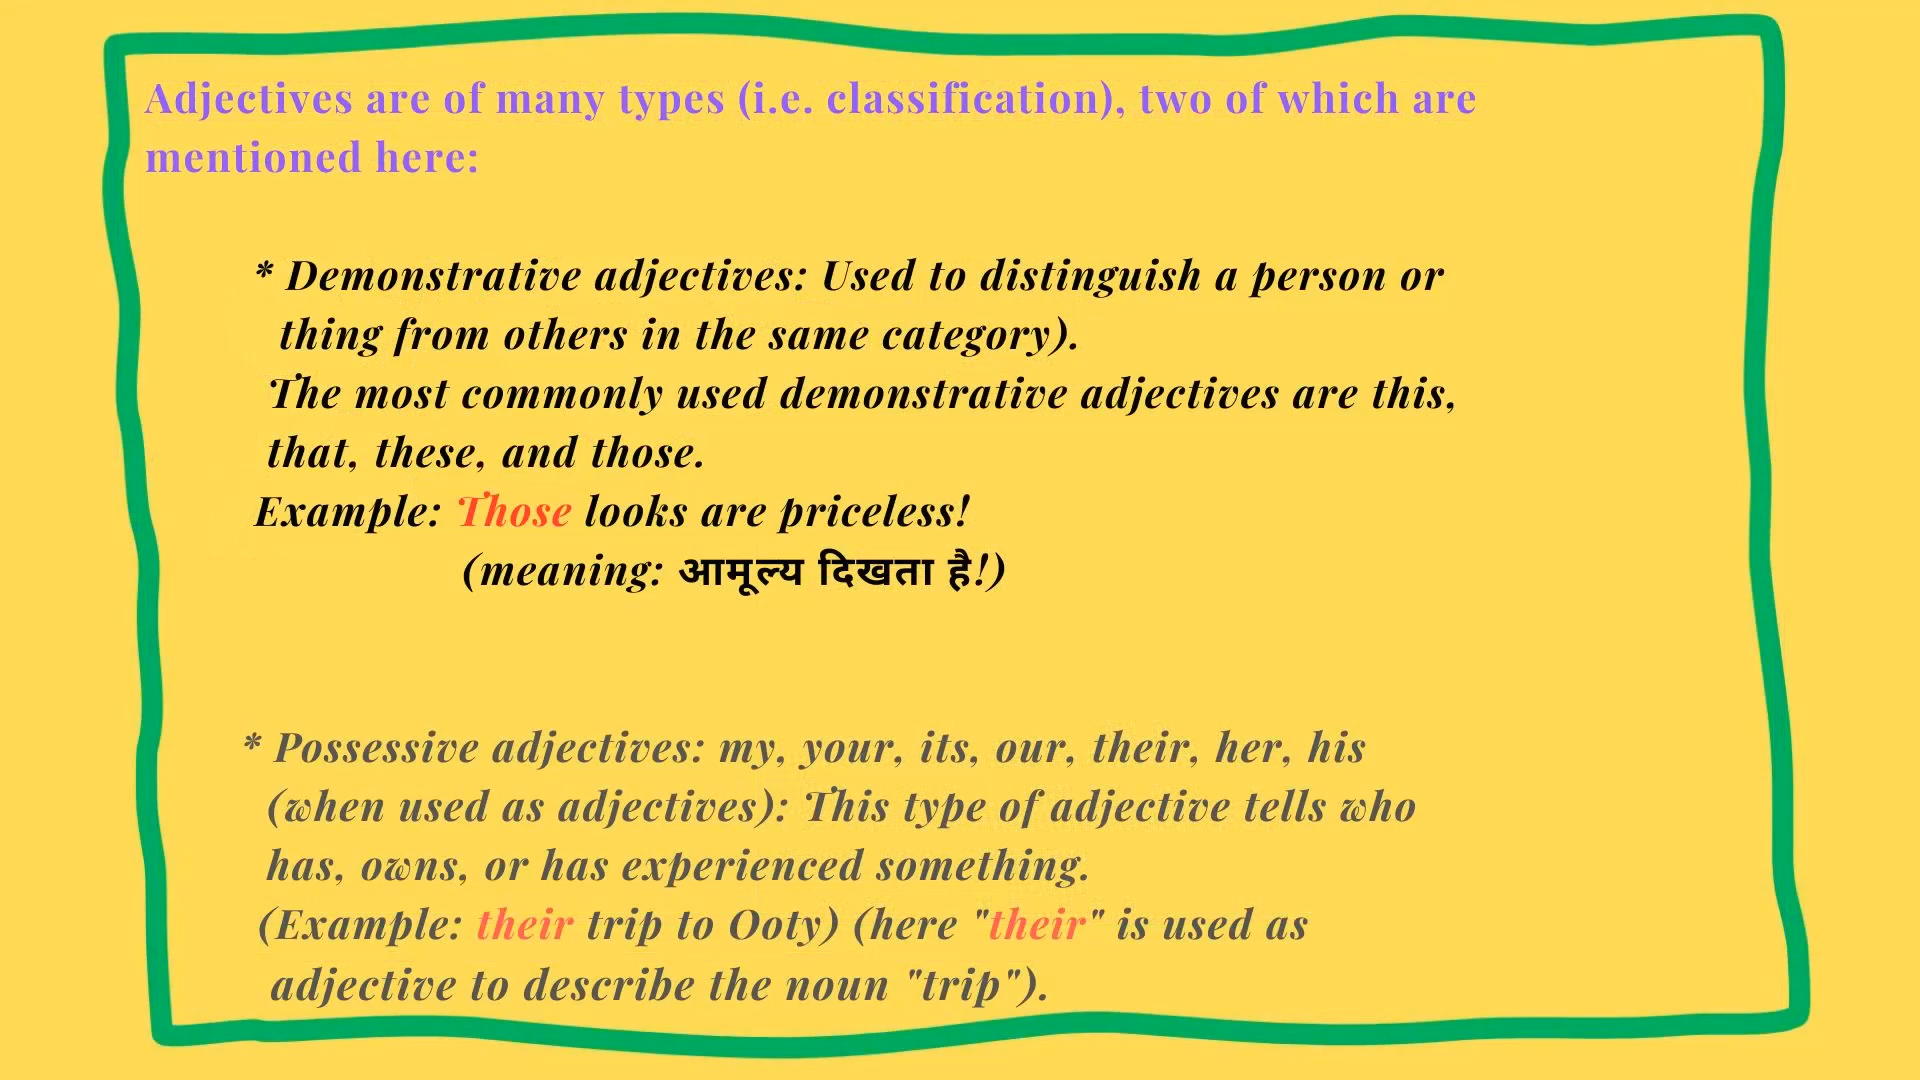 Adjectives are of many types (i.e. classification), two of which are
mentioned here:
* Demonstrative adjectives: Used to distinguish a person or
thing from others in the same category).
The most commonly used demonstrative adjectives are this,
that, these, and those.
Example: Those looks are priceless!
(meaning: आमूल्य दिखता है!)
* Possessive adjectives: my, your, its, our, their, her, his
(when used as adjectives): This type of adjective tells who
has, owns, or has experienced something.
(Example: their trip to Ooty) (here "their" is used as
adjective to describe the noun "trip").